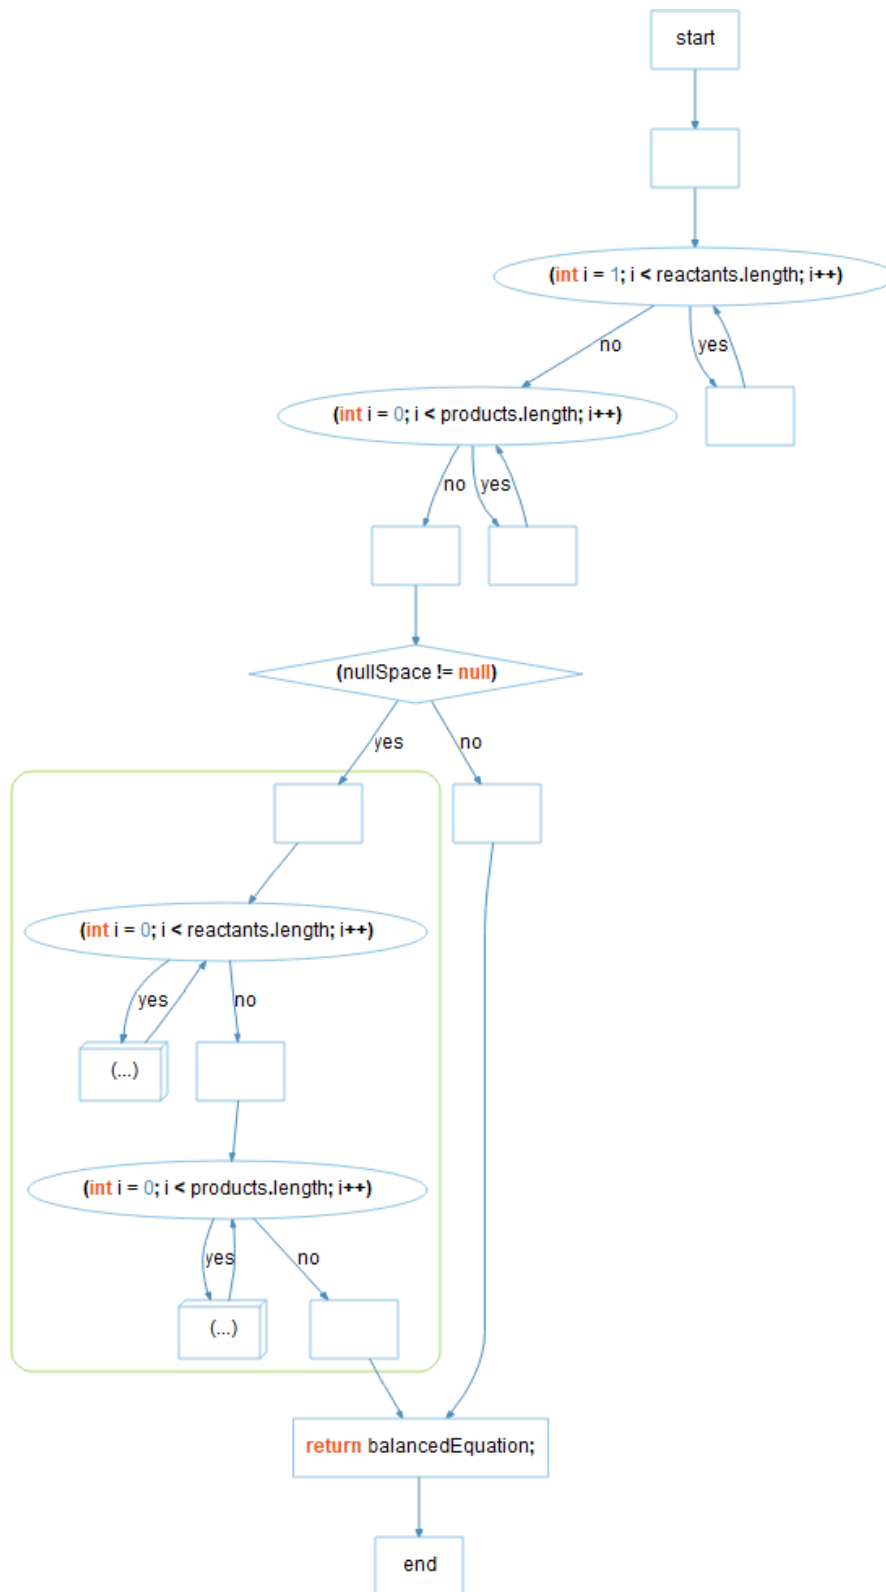 start
(int i = 1; i < reactants.length; i++)
no
yes
(int i = 0; i < products.length; i++)
no
yes
(nullSpace != null)
yes
no
(int i = 0; i < reactants.length; i++)
yes
no
(...)
(int i = 0; i < products.length; i++)
yes
no
(...)
return balancedEquation;
end